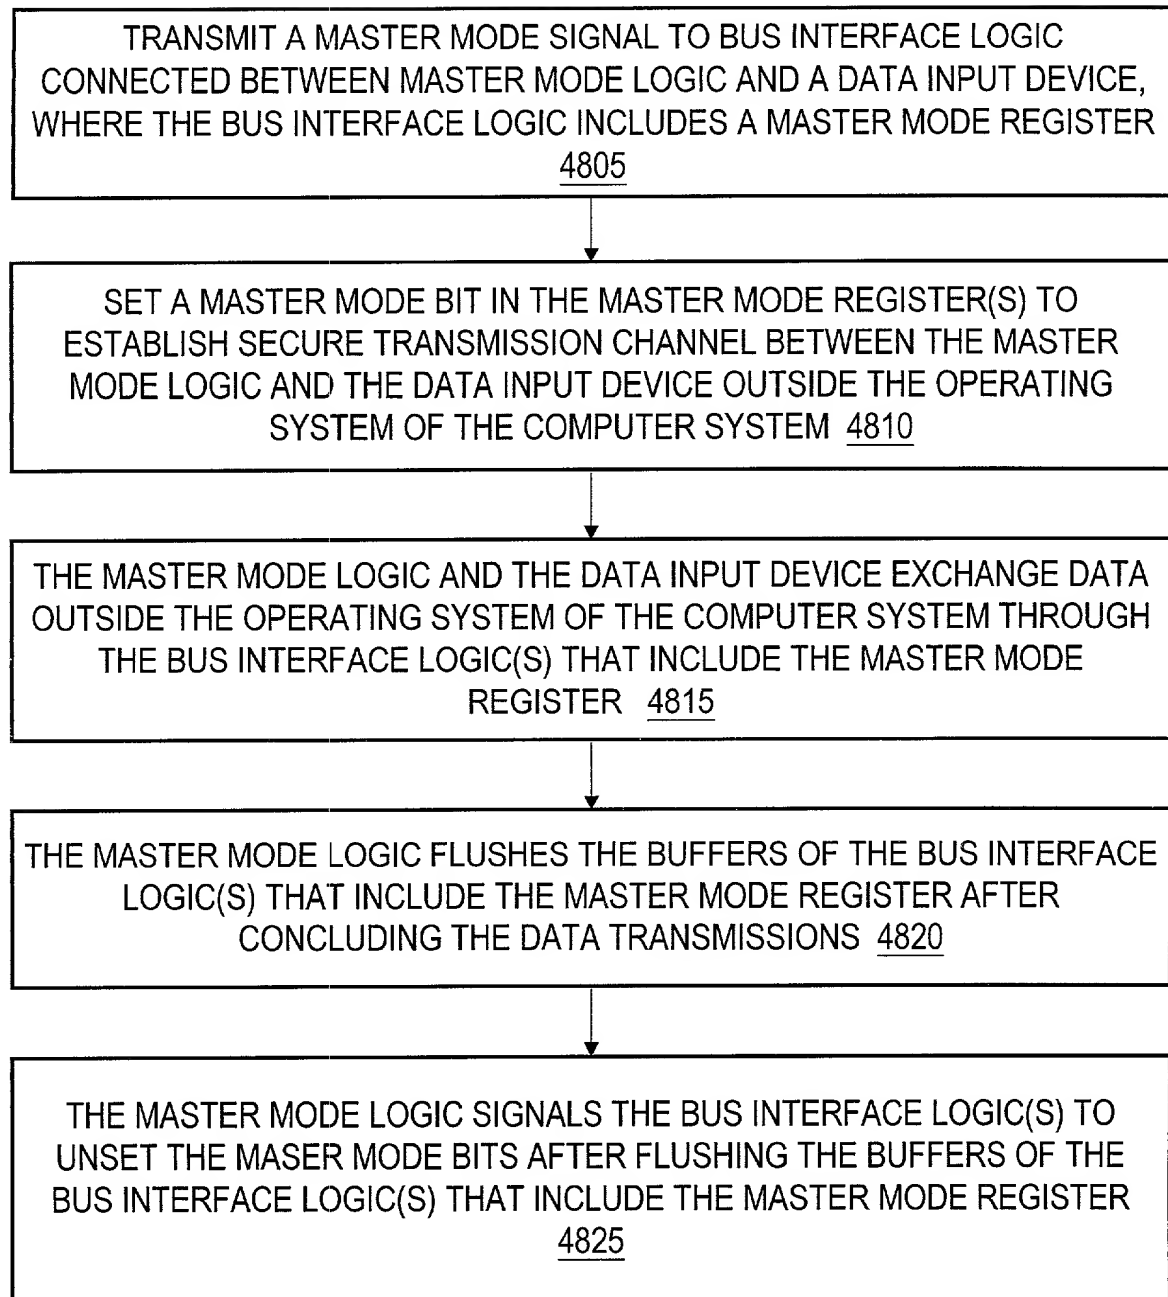 TRANSMIT A MASTER MODE SIGNAL TO BUS INTERFACE LOGIC
CONNECTED BETWEEN MASTER MODE LOGIC AND A DATA INPUT DEVICE,
WHERE THE BUS INTERFACE LOGIC INCLUDES A MASTER MODE REGISTER
4805
SET A MASTER MODE BIT IN THE MASTER MODE REGISTER(S) TO
ESTABLISH SECURE TRANSMISSION CHANNEL BETWEEN THE MASTER
MODE LOGIC AND THE DATA INPUT DEVICE OUTSIDE THE OPERATING
SYSTEM OF THE COMPUTER SYSTEM 4810
THE MASTER MODE LOGIC AND THE DATA INPUT DEVICE EXCHANGE DATA
OUTSIDE THE OPERATING SYSTEM OF THE COMPUTER SYSTEM THROUGH
THE BUS INTERFACE LOGIC(S) THAT INCLUDE THE MASTER MODE
REGISTER 4815
THE MASTER MODE LOGIC FLUSHES THE BUFFERS OF THE BUS INTERFACE
LOGIC(S) THAT INCLUDE THE MASTER MODE REGISTER AFTER
CONCLUDING THE DATA TRANSMISSIONS 4820
THE MASTER MODE LOGIC SIGNALS THE BUS INTERFACE LOGIC(S) TO
UNSET THE MASER MODE BITS AFTER FLUSHING THE BUFFERS OF THE
BUS INTERFACE LOGIC(S) THAT INCLUDE THE MASTER MODE REGISTER
4825